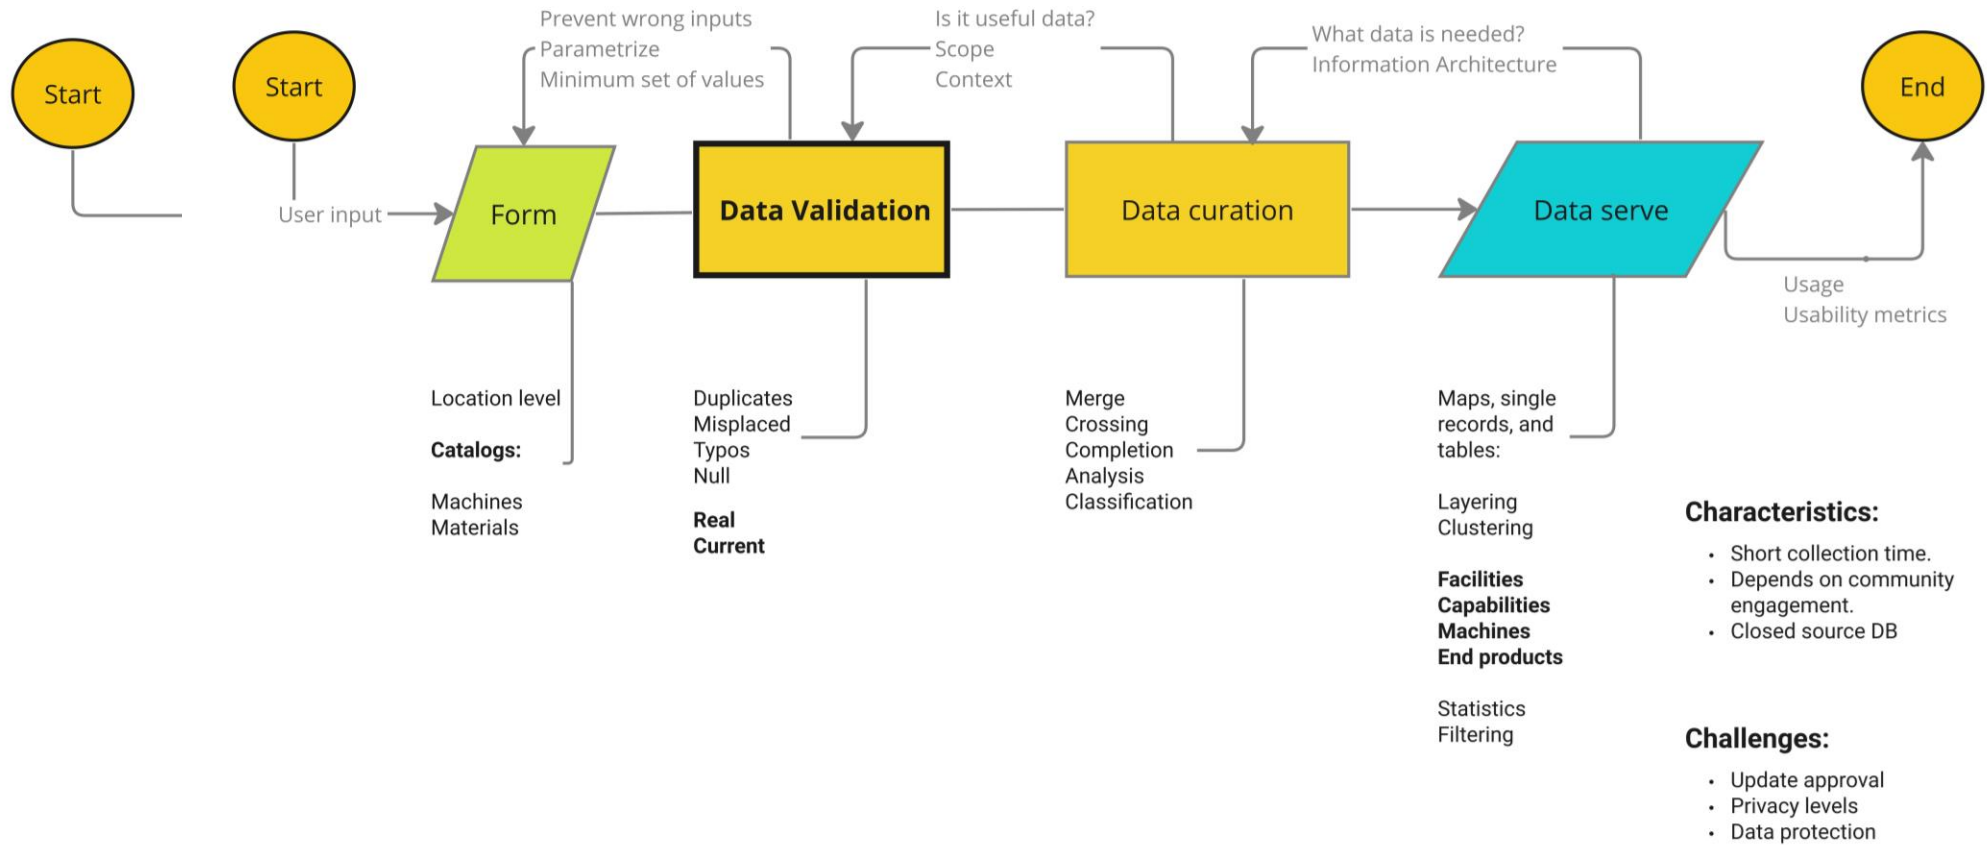 Start
Start
User input
Prevent wrong inputs
Parametrize
Minimum set of values
Form
Is it useful data?
Scope
Context
Data Validation
What data is needed?
Information Architecture
Data curation
Data serve
End
Usage
Usability metrics
Location level
Catalogs:
Machines
Materials
Duplicates
Misplaced
Typos
Null
Real
Current
Merge
Crossing
Completion
Analysis
Classification
Maps, single
records, and
tables:
Layering
Clustering
Facilities
Capabilities
Machines
End products
Statistics
Filtering
Characteristics:
• Short collection time.
• Depends on community
engagement.
• Closed source DB
Challenges:
• Update approval
• Privacy levels
• Data protection